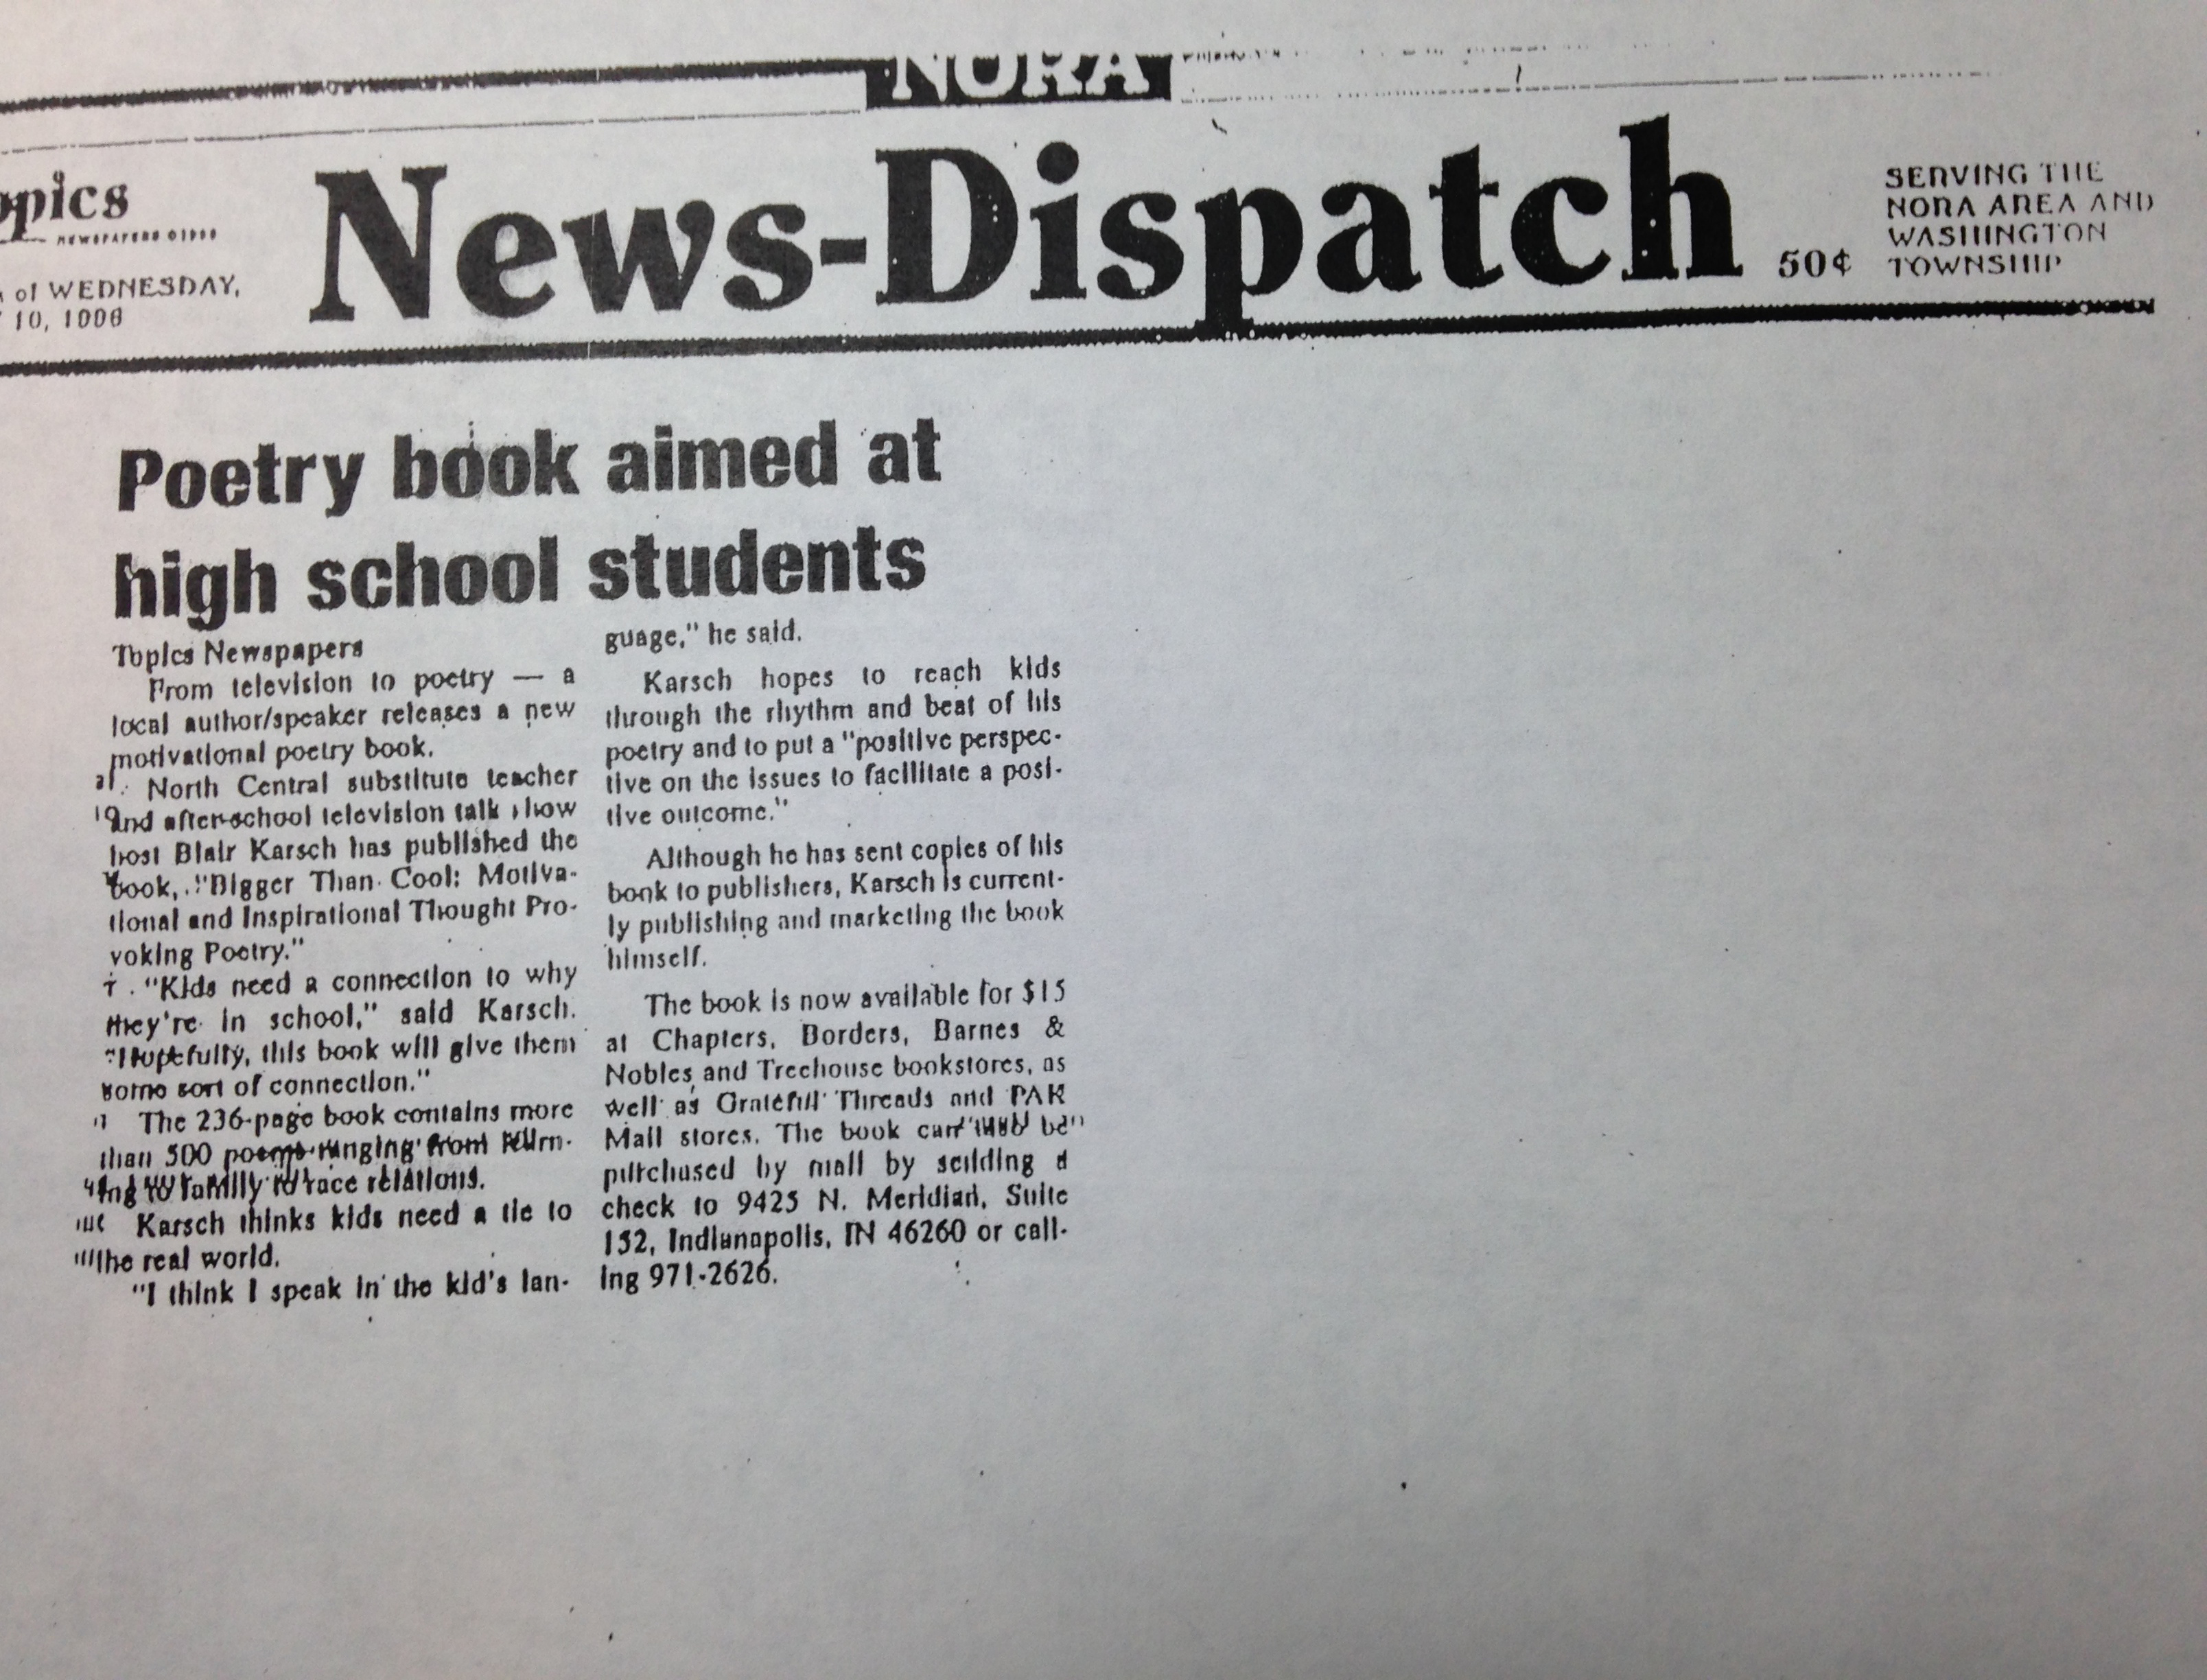 NORA
opics
NEWSPAPERS
of WEDNESDAY,
10,
News-Dispatch
50¢
SERVING THE
NORA AREA AND
WASHINGTON
TOWNSHIP
Poetry book aimed at
high school students
Topics Newspapers
From television to poetry — a
local author/speaker releases a new
motivational poetry book.
North Central substitute teacher
and after-school television talk show
host Blair Karsch has published the
book, "Bigger Than Cool: Motiva-
tional and Inspirational Thought Pro-
voking Poetry."
"Kids need a connection to why
they're in school," said Karsch.
"Hopefully, this book will give them
some sort of connection."
The 236-page book contains more
than 500 poems ranging from learn-
ing to family to race relations.
Karsch thinks kids need a tie to
the real world.
"I think I speak in the kid's lan-
guage," he said.
Karsch hopes to reach kids
through the rhythm and beat of his
poetry and to put a "positive perspec-
tive on the issues to facilitate a posi-
tive outcome."
Although he has sent copies of his
book to publishers, Karsch is current-
ly publishing and marketing the book
himself.
The book is now available for $15
at Chapters, Borders, Barnes &
Nobles and Treehouse bookstores, as
well as Grateful Threads and PAK
Mail stores. The book can also be
purchased by mail by sending a
check to 9425 N. Meridian, Suite
152, Indianapolis, IN 46260 or call-
ing 971-2626.